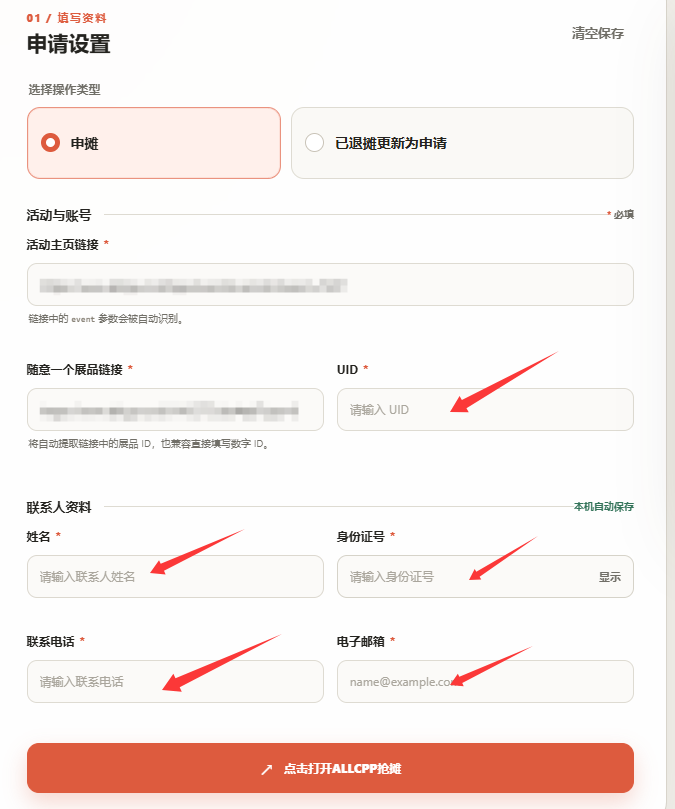 01 / 填写资料
申请设置
清空保存
选择操作类型
申摊
已退摊更新为申请
活动与账号
* 必填
活动主页链接 *
链接中的 event 参数会被自动识别。
随意一个展品链接 *
UID *
请输入 UID
将自动提取链接中的展品 ID，也兼容直接填写数字 ID。
联系人资料
本机自动保存
姓名 *
身份证号 *
请输入联系人姓名
请输入身份证号
显示
联系电话 *
电子邮箱 *
请输入联系电话
name@example.co
↗ 点击打开ALLCPP抢摊